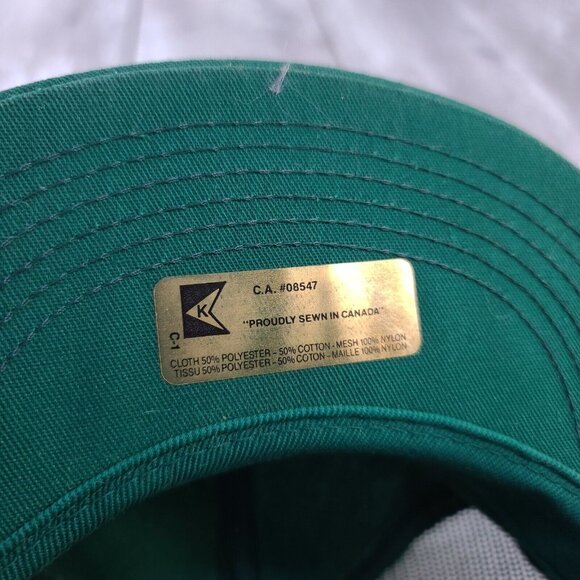 K
C.A. #08547
"PROUDLY SEWN IN CANADA"
C-1
CLOTH 50% POLYESTER - 50% COTTON - MESH 100% NYLON
TISSU 50% POLYESTER - 50% COTON - MAILLE 100% NYLON